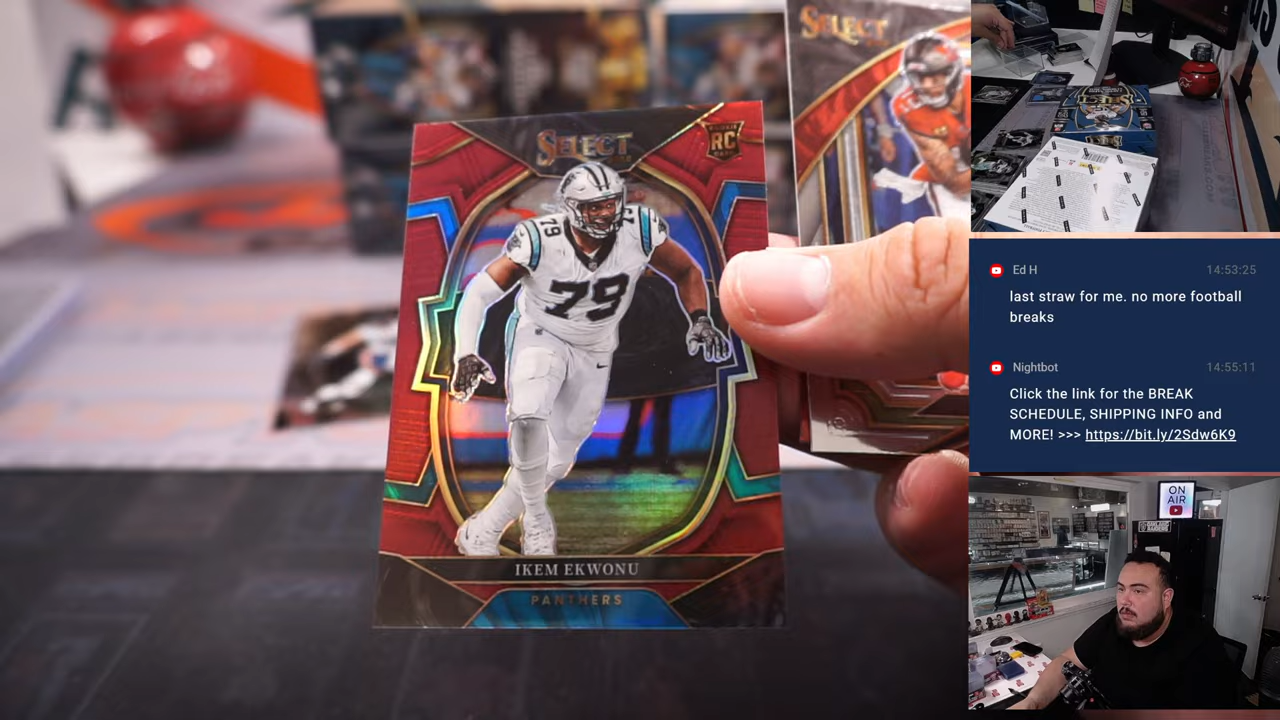 SELECT
RC
SELECT
79
79
IKEM EKWONU
PANTHERS
SELECT
Ed H 14:53:25
last straw for me. no more football
breaks
Nightbot 14:55:11
Click the link for the BREAK
SCHEDULE, SHIPPING INFO and
MORE! >>> https://bit.ly/2Sdw6K9
ON
AIR